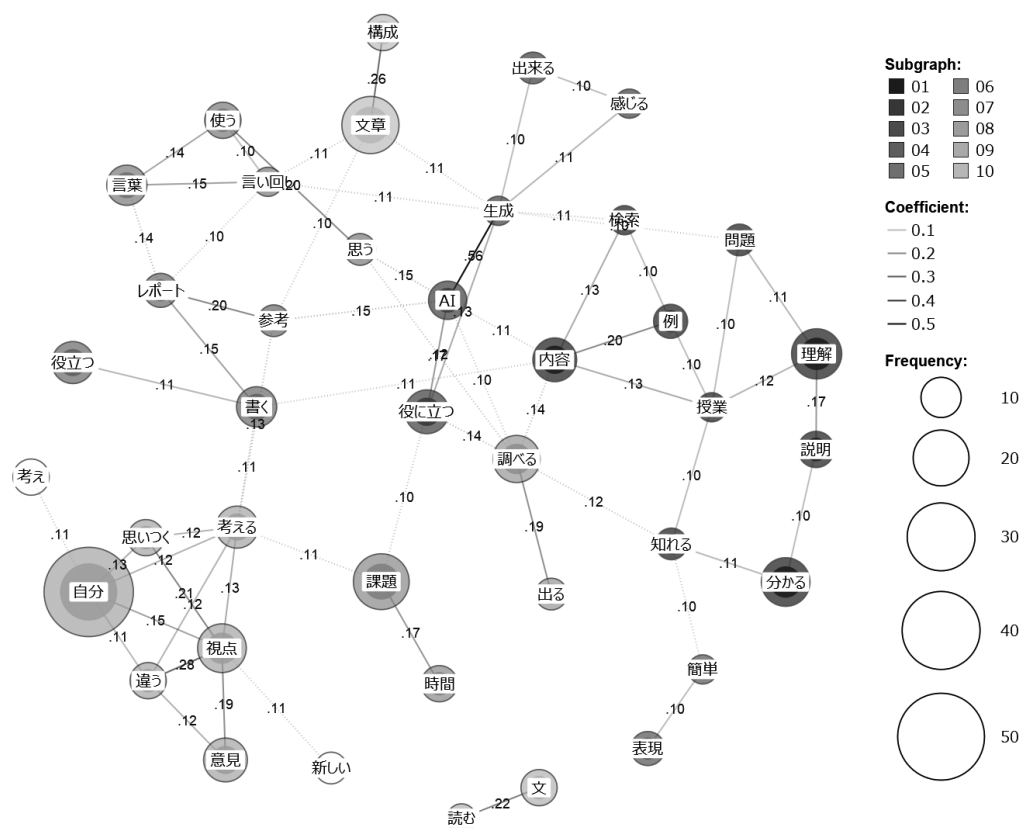 構成
.26
文章
出来る
.10
感じる
使う
.14
.10
.11
.10
.11
言葉
.15
言い回し
.20
.11
.11
生成
.11
検索
.10
問題
.14
.10
.10
思う
.15
.56
.10
.13
.11
レポート
.20
参考
.15
AI
.13
.11
例
.20
.10
理解
.15
役立つ
.11
.12
内容
.10
.12
.13
.17
.11
.10
書く
.13
役に立つ
.14
授業
.14
調べる
説明
.11
.10
.10
考え
.12
.19
.10
.11
考える
思いつく
.12
.11
知れる
.11
.13
.12
自分
.21
.12
.13
課題
出る
分かる
.15
.10
.11
視点
.17
.28
違う
時間
簡単
.19
.11
.10
.12
意見
新しい
表現
文
.22
読む
Subgraph:
01 06
02 07
03 08
04 09
05 10
Coefficient:
0.1
0.2
0.3
0.4
0.5
Frequency:
10
20
30
40
50